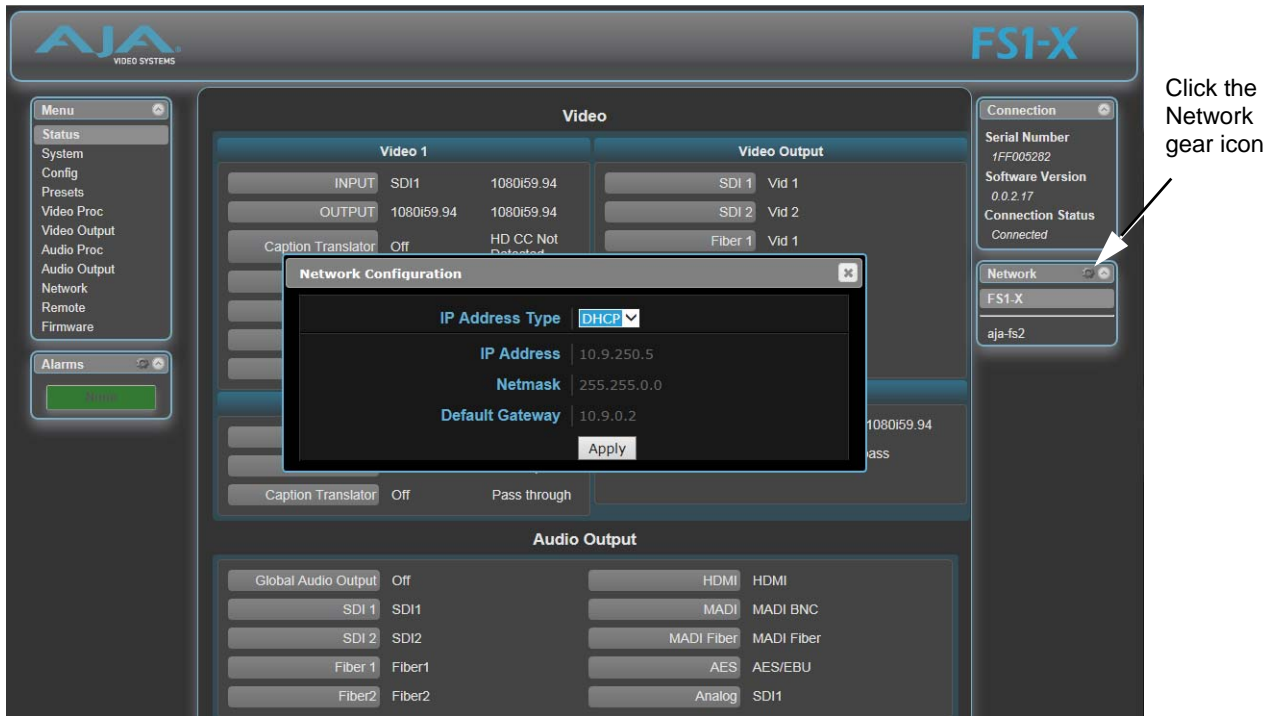 AJA
VIDEO SYSTEMS
FS1-X
Click the
Network
gear icon
Menu
Status
System
Config
Presets
Video Proc
Video Output
Audio Proc
Audio Output
Network
Remote
Firmware
Alarms
None
Video
Video 1
INPUT SDI1 1080i59.94
OUTPUT 1080i59.94 1080i59.94
Caption Translator Off HD CC Not
Detected
Video Output
SDI 1 Vid 1
SDI 2 Vid 2
Fiber 1 Vid 1
Network Configuration
IP Address Type DHCP
IP Address 10.9.250.5
Netmask 255.255.0.0
Default Gateway 10.9.0.2
Apply
1080i59.94
Caption Translator Off Pass through
Audio Output
Global Audio Output Off
SDI 1 SDI1
SDI 2 SDI2
Fiber 1 Fiber1
Fiber2 Fiber2
HDMI HDMI
MADI MADI BNC
MADI Fiber MADI Fiber
AES AES/EBU
Analog SDI1
Connection
Serial Number
1FF005282
Software Version
0.0.2.17
Connection Status
Connected
Network
FS1-X
aja-fs2